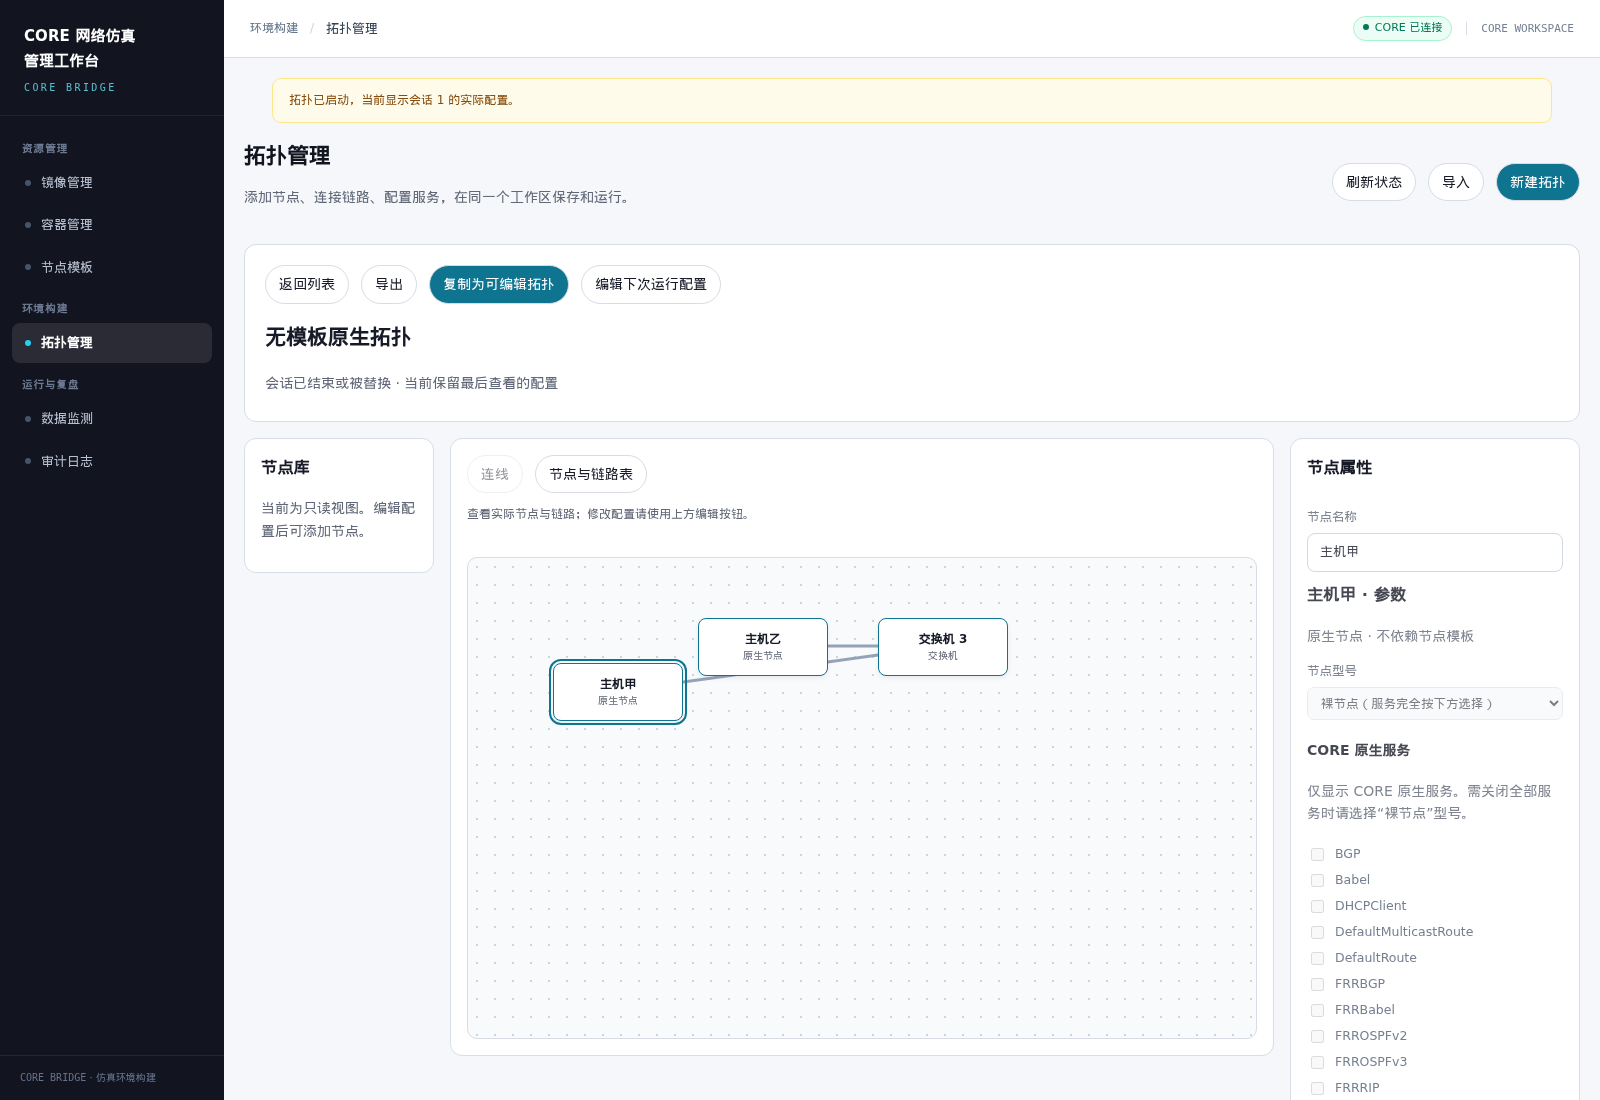 CORE 网络仿真
管理工作台
CORE BRIDGE
资源管理
镜像管理
容器管理
节点模板
环境构建
拓扑管理
运行与复盘
数据监测
审计日志
CORE BRIDGE · 仿真环境构建
环境构建 / 拓扑管理
CORE 已连接
CORE WORKSPACE
拓扑已启动，当前显示会话 1 的实际配置。
拓扑管理
添加节点、连接链路、配置服务，在同一个工作区保存和运行。
刷新状态
导入
新建拓扑
返回列表
导出
复制为可编辑拓扑
编辑下次运行配置
无模板原生拓扑
会话已结束或被替换 · 当前保留最后查看的配置
节点库
当前为只读视图。编辑配
置后可添加节点。
连线
节点与链路表
查看实际节点与链路；修改配置请使用上方编辑按钮。
主机乙
原生节点
交换机 3
交换机
主机甲
原生节点
节点属性
节点名称
主机甲
主机甲 · 参数
原生节点 · 不依赖节点模板
节点型号
裸节点（服务完全按下方选择）
CORE 原生服务
仅显示 CORE 原生服务。需关闭全部服
务时请选择“裸节点”型号。
BGP
Babel
DHCPClient
DefaultMulticastRoute
DefaultRoute
FRRBGP
FRRBabel
FRROSPFv2
FRROSPFv3
FRRRIP